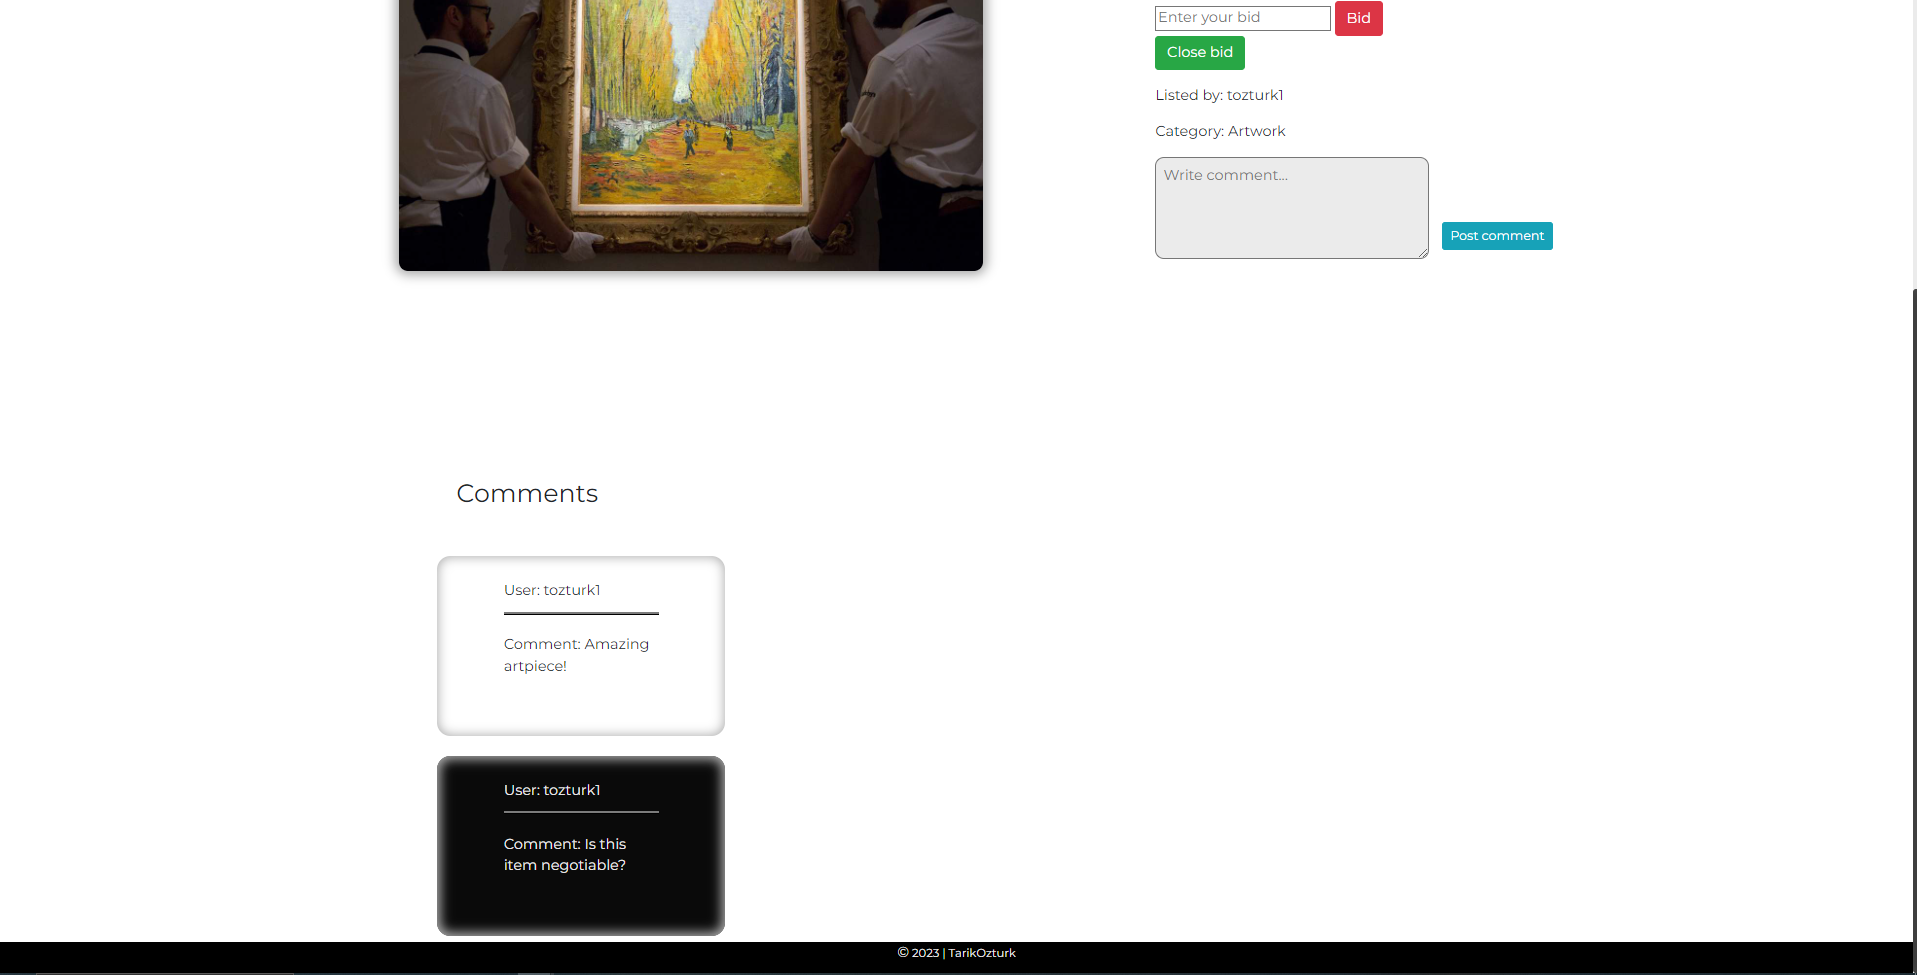 Enter your bid
Bid
Close bid
Listed by: tozturk1
Category: Artwork
Write comment...
Post comment
Comments
User: tozturk1
Comment: Amazing
artpiece!
User: tozturk1
Comment: Is this
item negotiable?
© 2023 | TarikOzturk